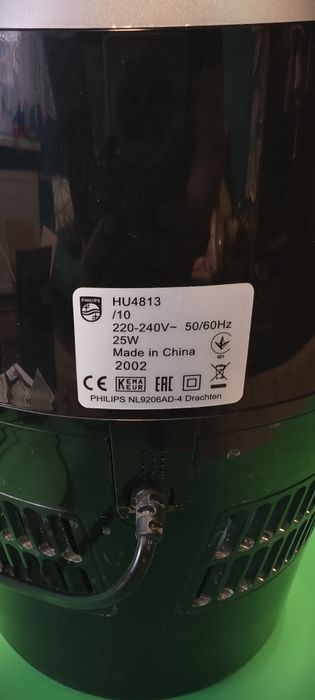 PHILIPS
HU4813
/10
220-240V~ 50/60Hz
25W
Made in China
2002
001
CE KEMA KEUR EAC
PHILIPS NL9206AD-4 Drachten